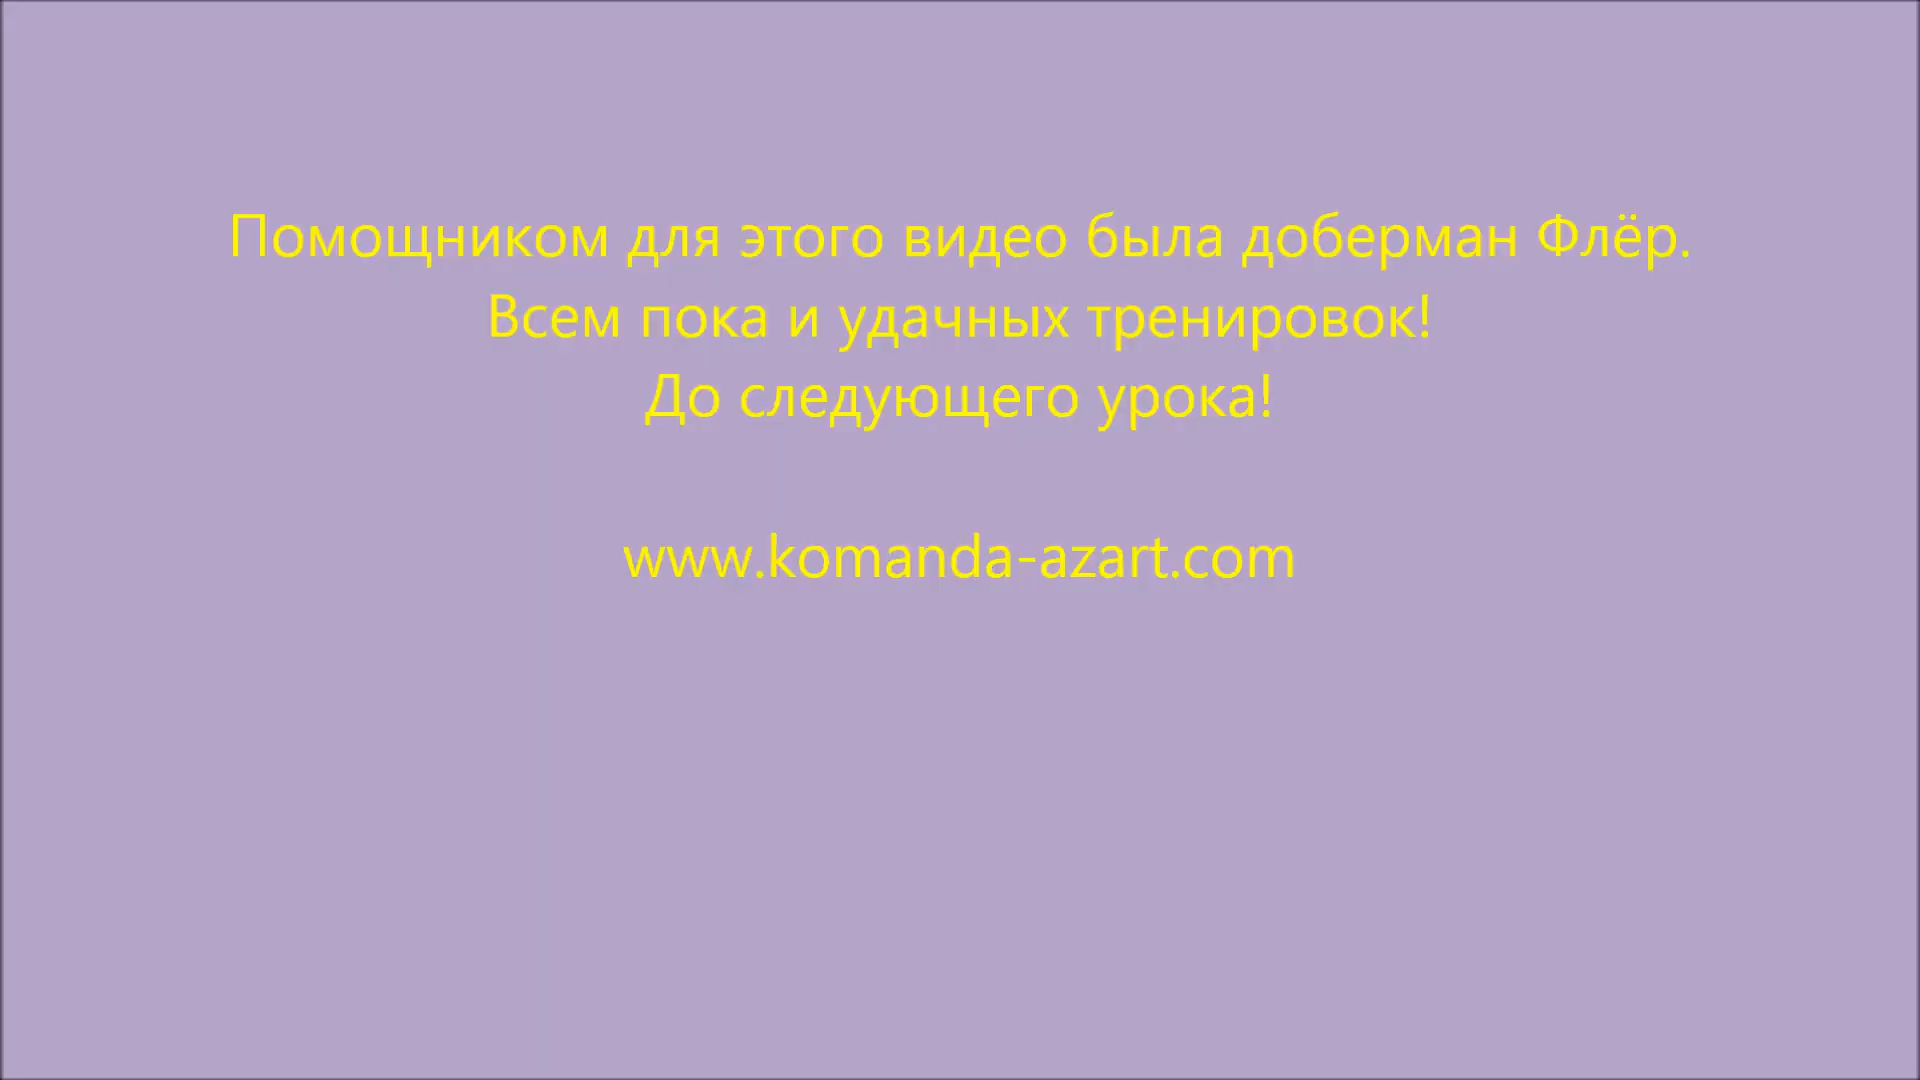 Помощником для этого видео была доберман Флёр.
Всем пока и удачных тренировок!
До следующего урока!
www.komanda-azart.com